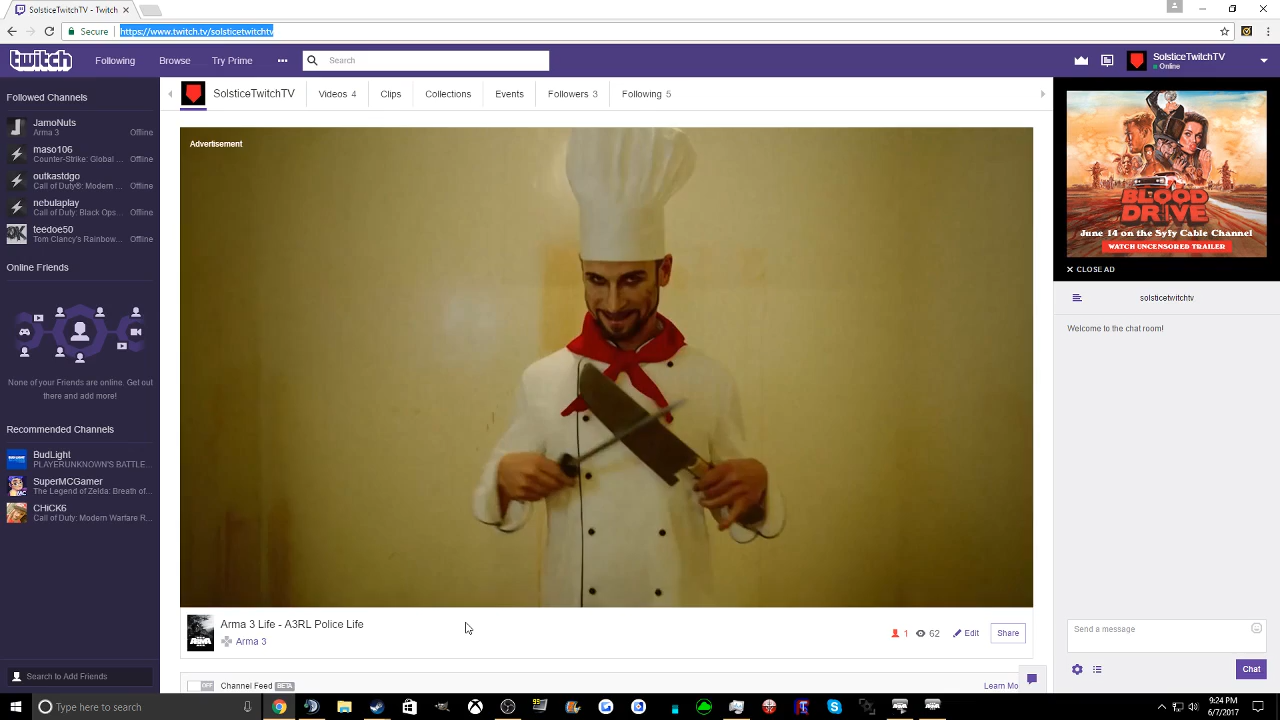 SolsticeTwitchTV - Twitch
Secure
https://www.twitch.tv/solsticetwitchtv
twitch
Following
Browse
Try Prime
Search
SolsticeTwitchTV
Online
Followed Channels
JamoNuts
Arma 3
Offline
maso106
Counter-Strike: Global ...
Offline
outkastdgo
Call of Duty®: Modern ...
Offline
nebulaplay
Call of Duty: Black Ops...
Offline
teedoe50
Tom Clancy's Rainbow...
Offline
Online Friends
None of your Friends are online. Get out
there and add more!
Recommended Channels
BudLight
PLAYERUNKNOWN'S BATTLE...
SuperMCGamer
The Legend of Zelda: Breath of...
CHiCK6
Call of Duty: Modern Warfare R...
Search to Add Friends
SolsticeTwitchTV
Videos 4
Clips
Collections
Events
Followers 3
Following 5
Advertisement
Arma 3 Life - A3RL Police Life
Arma 3
1
62
Edit
Share
OFF
Channel Feed BETA
Learn Mo
BLOOD
DRIVE
June 14 on the Syfy Cable Channel
WATCH UNCENSORED TRAILER
CLOSE AD
solsticetwitchtv
Welcome to the chat room!
Send a message
Chat
Type here to search
9:24 PM
6/7/2017